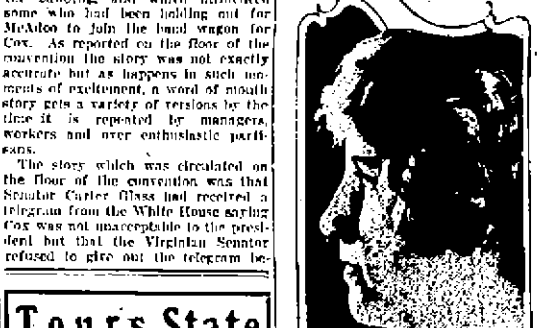 some who had been holding out for
McAdoo to join the band wagon for
Cox. As reported on the floor of the
convention the story was not exactly
accurate but as happens in such mo-
ments of excitement, a word of mouth
story gets a variety of versions by the
time it is repeated by managers,
workers and over enthusiastic parti-
sans.
The story which was circulated on
the floor of the convention was that
Senator Carter Glass had received a
telegram from the White House saying
Cox was not unacceptable to the presi-
dent but that the Virginian Senator
refused to give out the telegram be-
Tours State